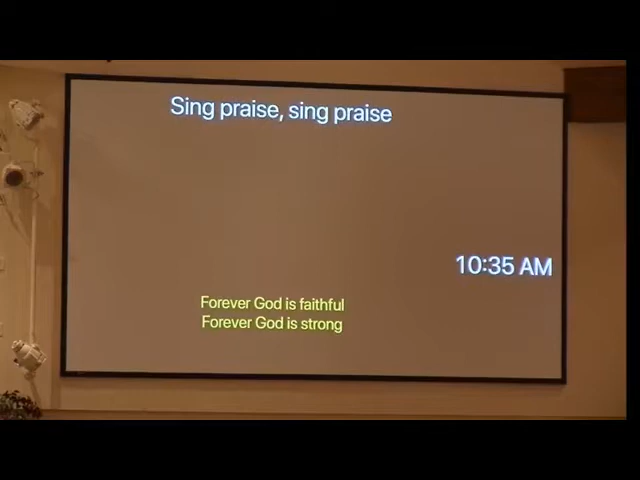 Sing praise, sing praise
10:35 AM
Forever God is faithful
Forever God is strong